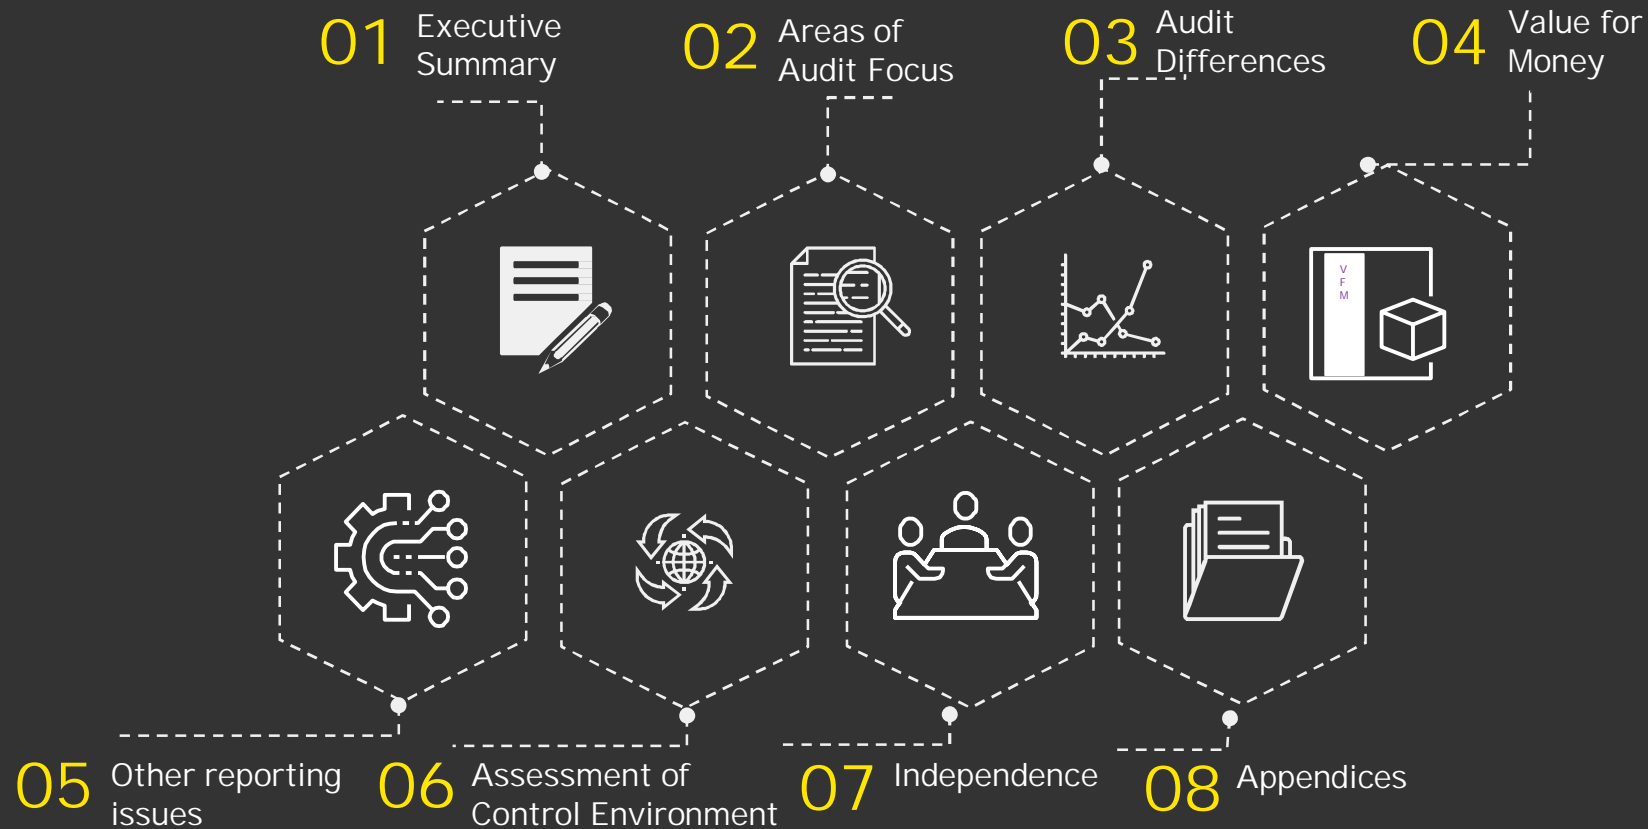 01 Executive
Summary
02 Areas of
Audit Focus
03 Audit
Differences
04 Value for
Money
V
F
M
05 Other reporting
issues
06 Assessment of
Control Environment
07 Independence
08 Appendices